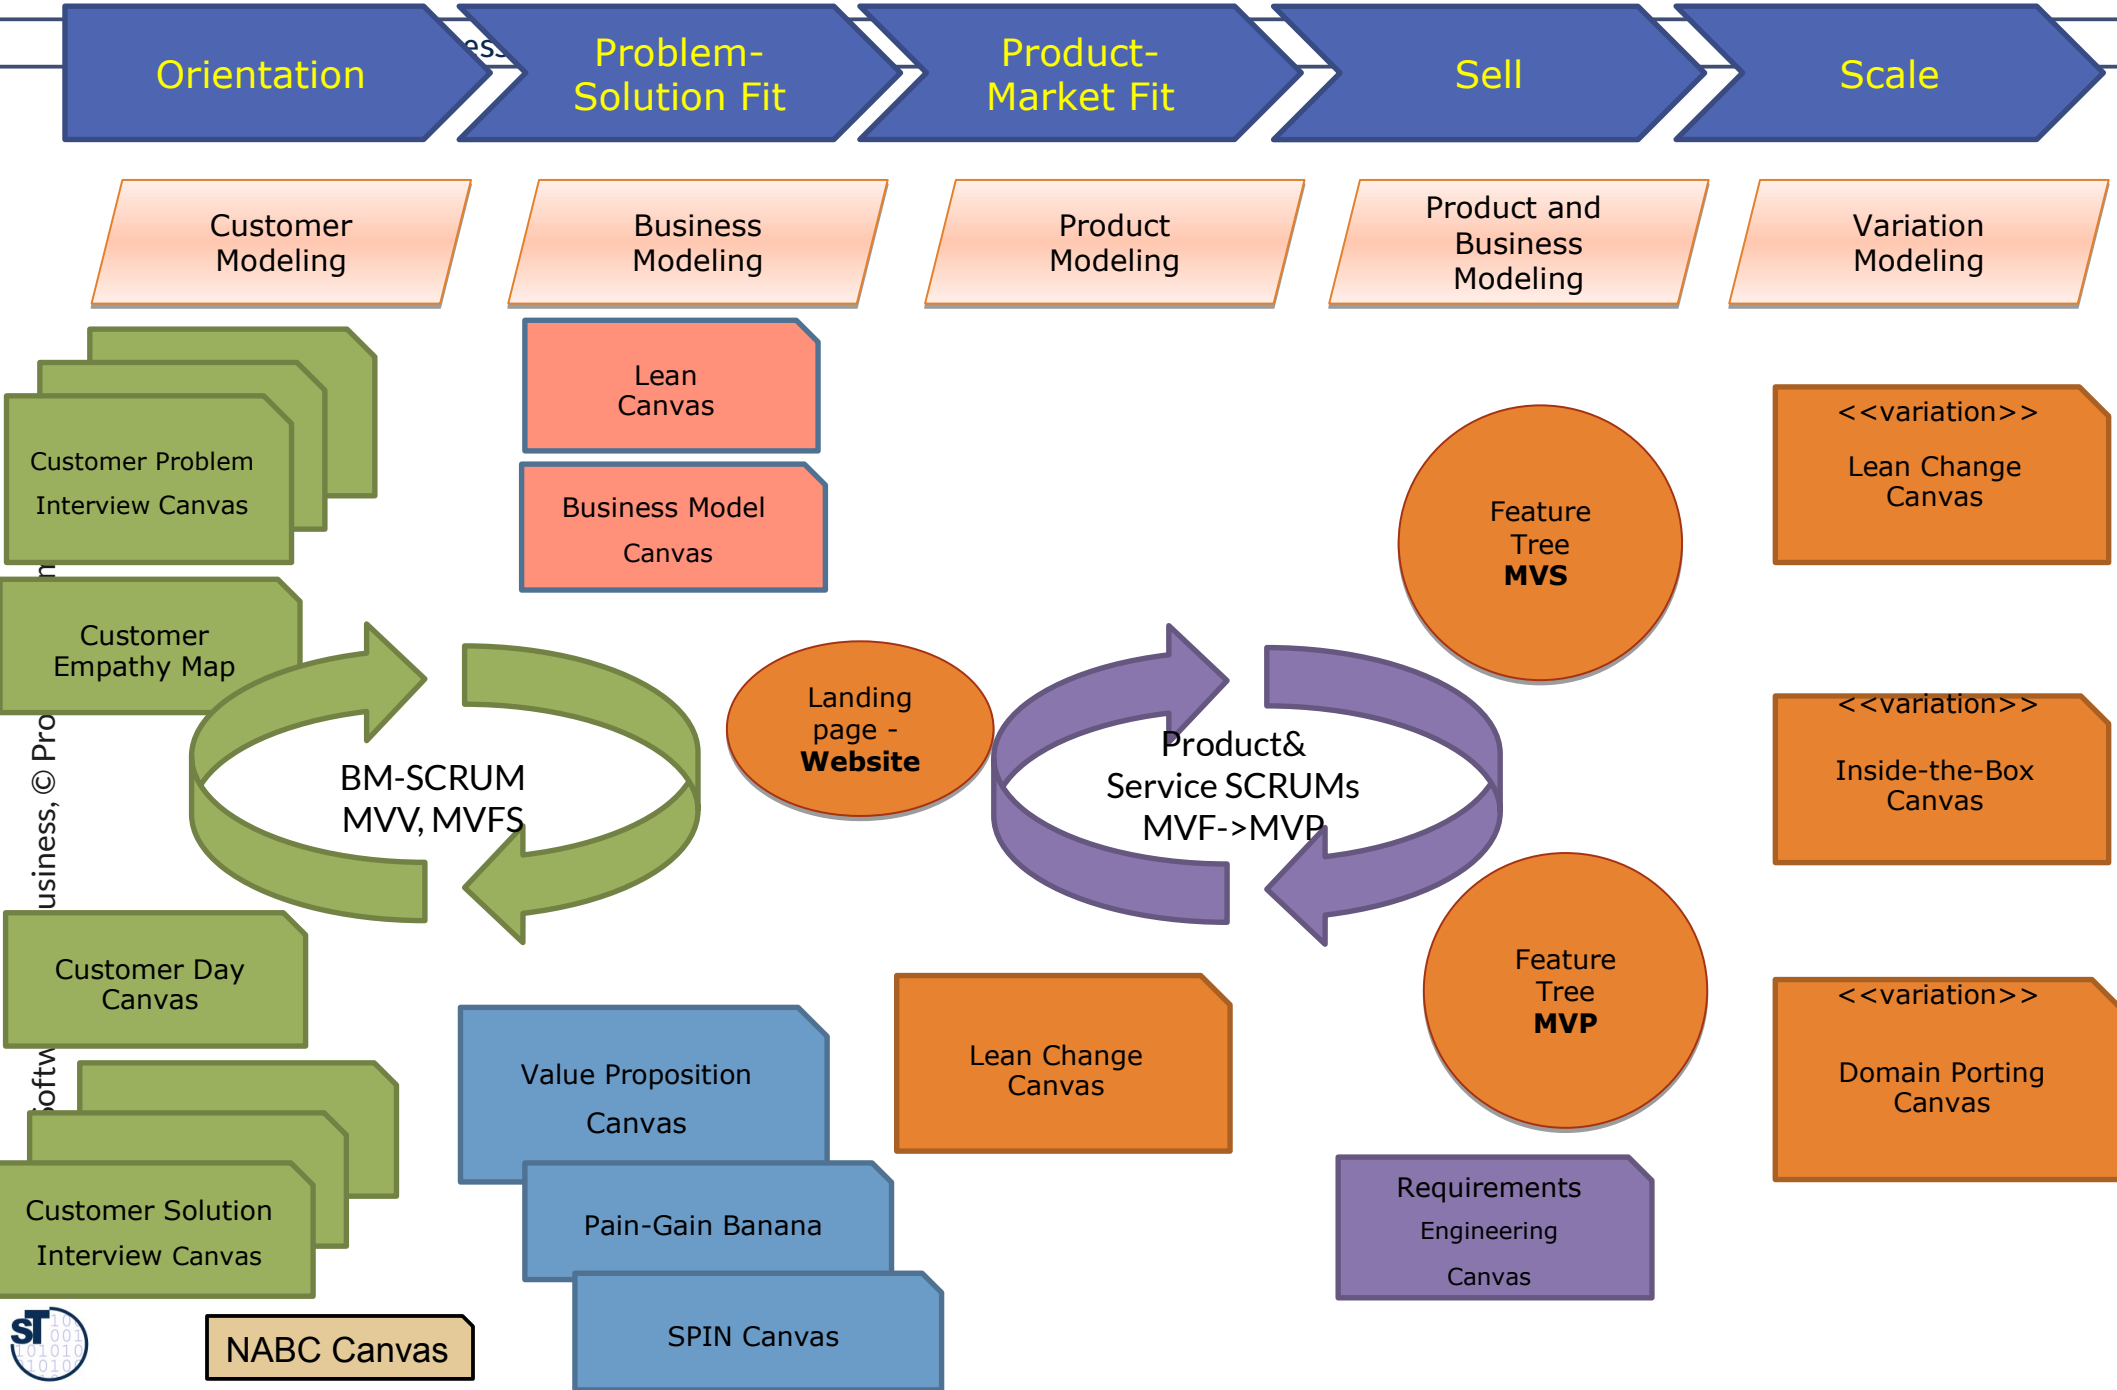 Orientation
ess
Problem-
Solution Fit
Product-
Market Fit
Sell
Scale
Customer
Modeling
Business
Modeling
Product
Modeling
Product and
Business
Modeling
Variation
Modeling
Customer Problem
Interview Canvas
Customer
Empathy Map
Customer Day
Canvas
Customer Solution
Interview Canvas
NABC Canvas
Lean
Canvas
Business Model
Canvas
BM-SCRUM
MVV, MVFS
Value Proposition
Canvas
Pain-Gain Banana
SPIN Canvas
Landing
page -
Website
Product&
Service SCRUMs
MVF->MVP
Lean Change
Canvas
Feature
Tree
MVS
Feature
Tree
MVP
Requirements
Engineering
Canvas
<<variation>>
Lean Change
Canvas
<<variation>>
Inside-the-Box
Canvas
<<variation>>
Domain Porting
Canvas
usiness, © Pro
ST